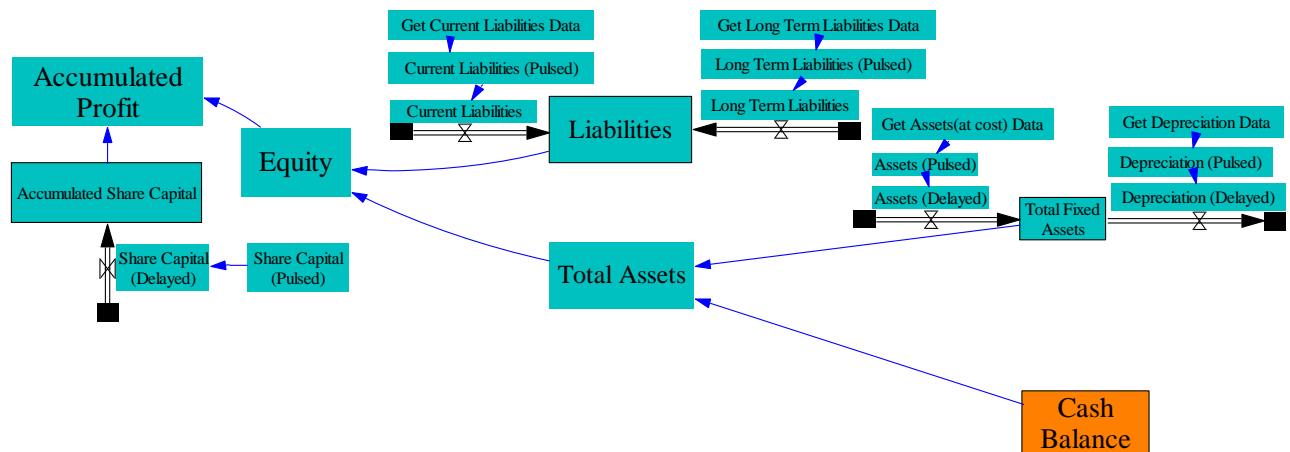 Get Current Liabilities Data
Get Long Term Liabilities Data
Accumulated
Profit
Current Liabilities (Pulsed)
Long Term Liabilities (Pulsed)
Current Liabilities
Long Term Liabilities
Liabilities
Get Assets(at cost) Data
Get Depreciation Data
Equity
Assets (Pulsed)
Depreciation (Pulsed)
Accumulated Share Capital
Assets (Delayed)
Depreciation (Delayed)
Total Fixed
Assets
Share Capital
(Delayed)
Share Capital
(Pulsed)
Total Assets
Cash
Balance